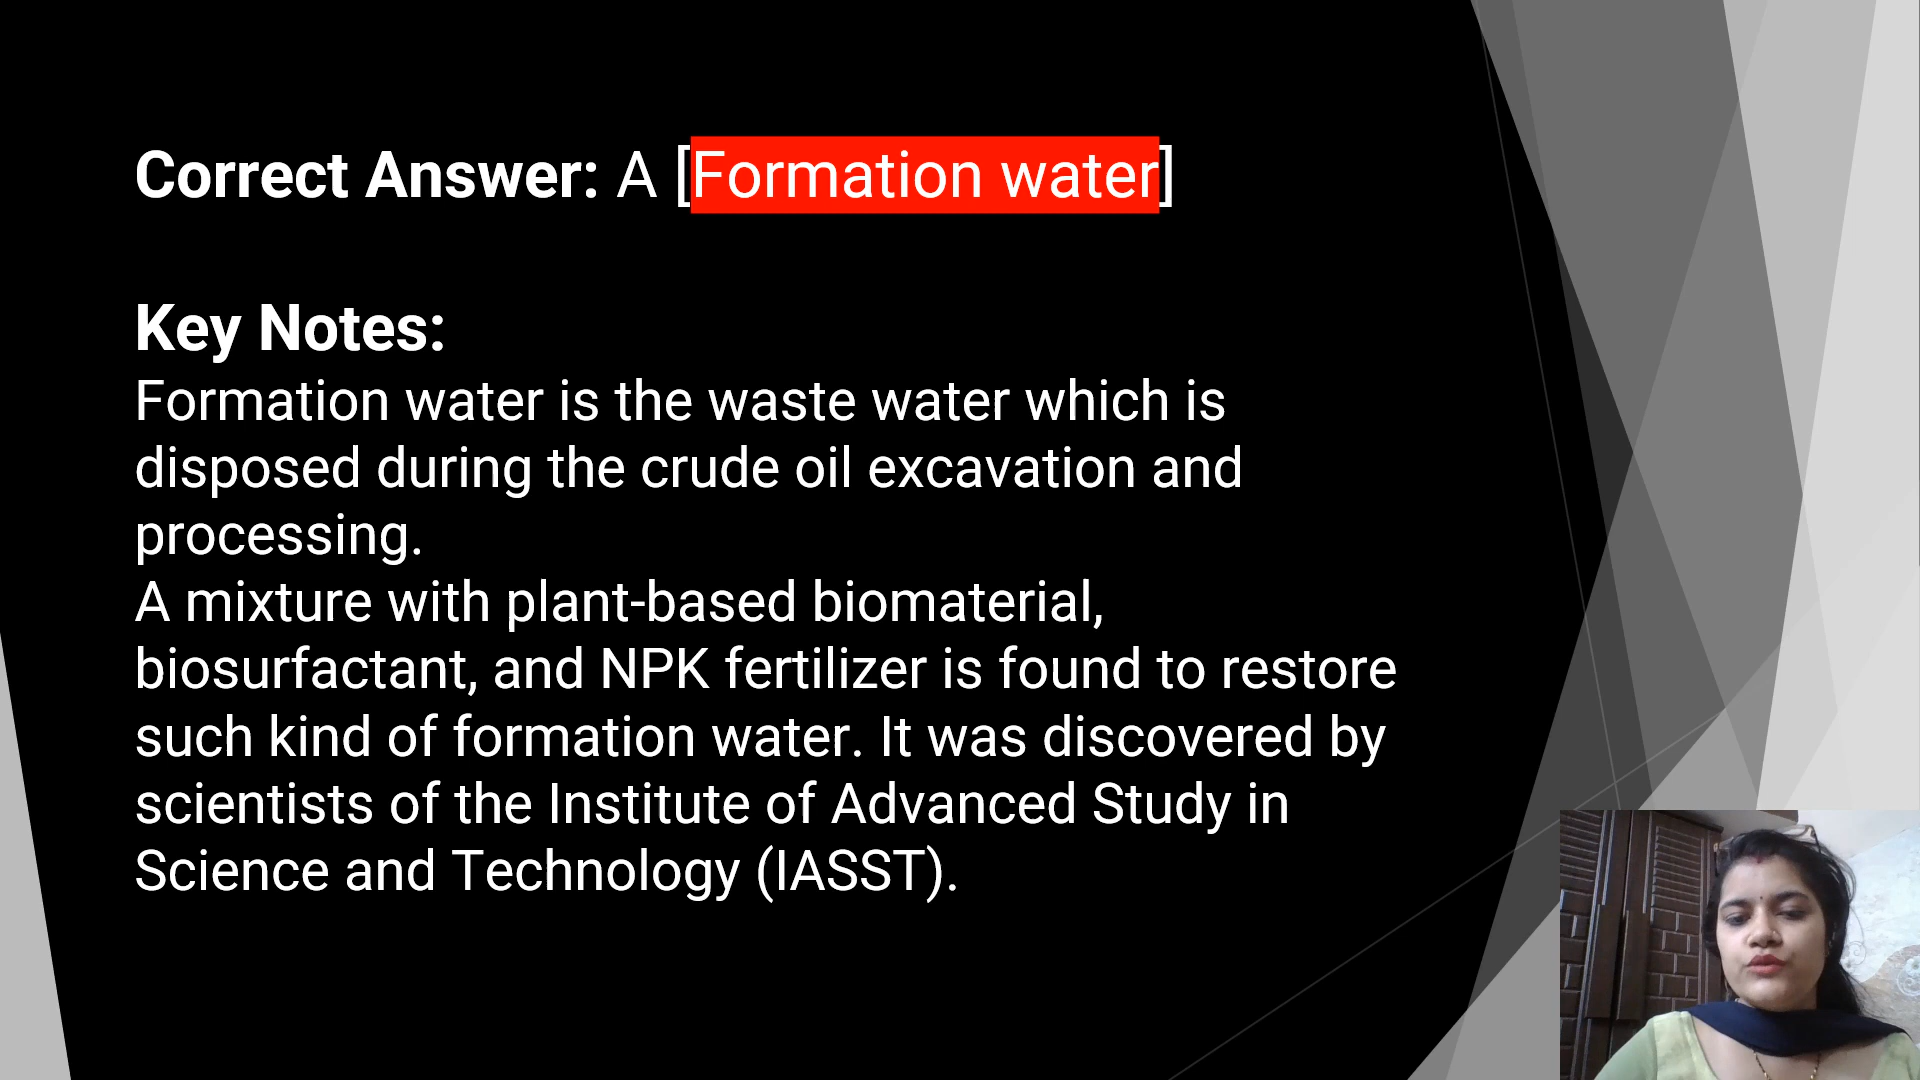 Correct Answer: A [Formation water]
Key Notes:
Formation water is the waste water which is
disposed during the crude oil excavation and
processing.
A mixture with plant-based biomaterial,
biosurfactant, and NPK fertilizer is found to restore
such kind of formation water. It was discovered by
scientists of the Institute of Advanced Study in
Science and Technology (IASST).